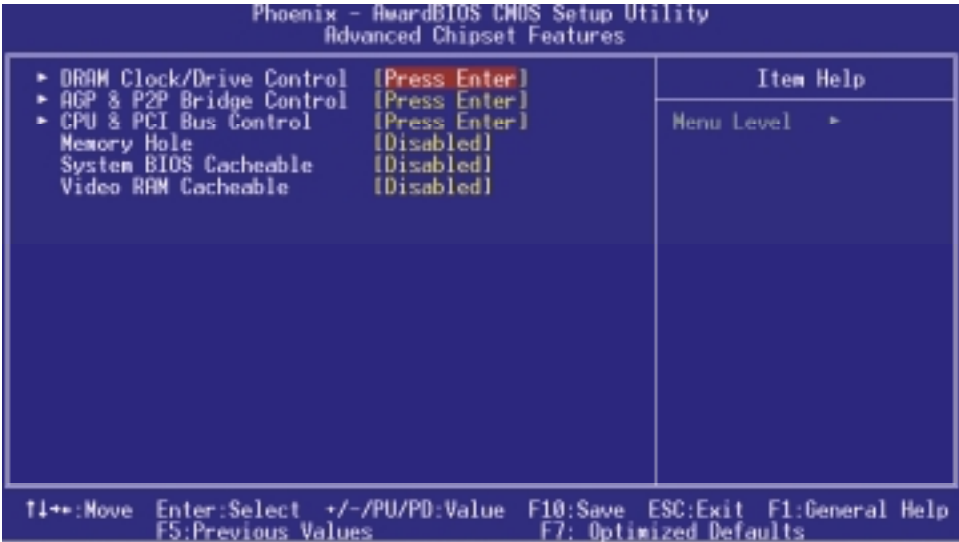 Phoenix - AwardBIOS CMOS Setup Utility
Advanced Chipset Features
► DRAM Clock/Drive Control [Press Enter]
► AGP & P2P Bridge Control [Press Enter]
► CPU & PCI Bus Control [Press Enter]
Memory Hole [Disabled]
System BIOS Cacheable [Disabled]
Video RAM Cacheable [Disabled]
Item Help
Menu Level ►
↑↓→←:Move Enter:Select +/-/PU/PD:Value F10:Save ESC:Exit F1:General Help
F5:Previous Values F7: Optimized Defaults